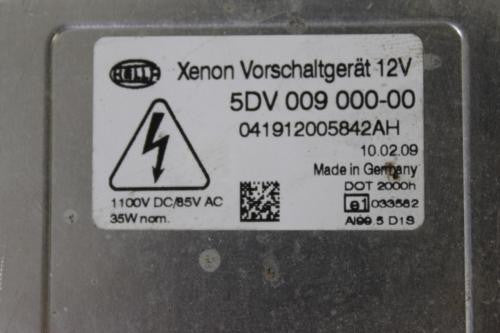 HELLA
Xenon Vorschaltgerät 12V
5DV 009 000-00
041912005842AH
10.02.09
Made in Germany
DOT 2000h
1100V DC/85V AC
e1 033582
35W nom.
AI99.5 D1S